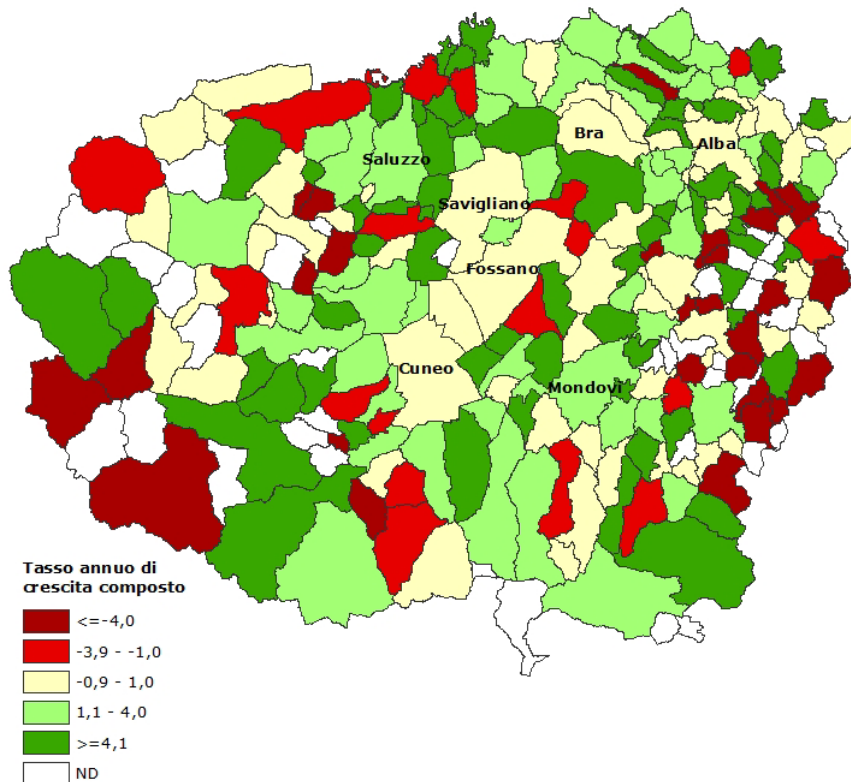 Bra
Alba
Saluzzo
Savigliano
Fossano
Cuneo
Mondovì
Tasso annuo di
crescita composto
<=-4,0
-3,9 - -1,0
-0,9 - 1,0
1,1 - 4,0
>=4,1
ND